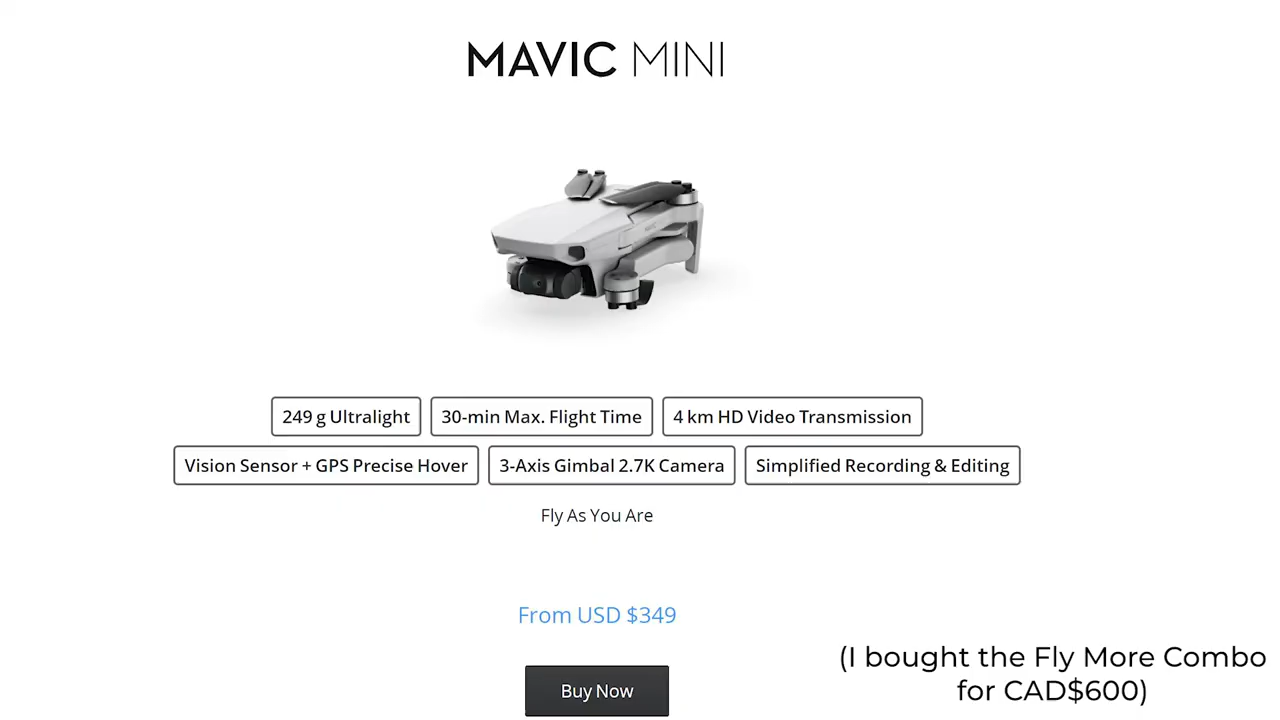 MAVIC MINI
249 g Ultralight
30-min Max. Flight Time
4 km HD Video Transmission
Vision Sensor + GPS Precise Hover
3-Axis Gimbal 2.7K Camera
Simplified Recording & Editing
Fly As You Are
From USD $349
Buy Now
(I bought the Fly More Combo
for CAD$600)